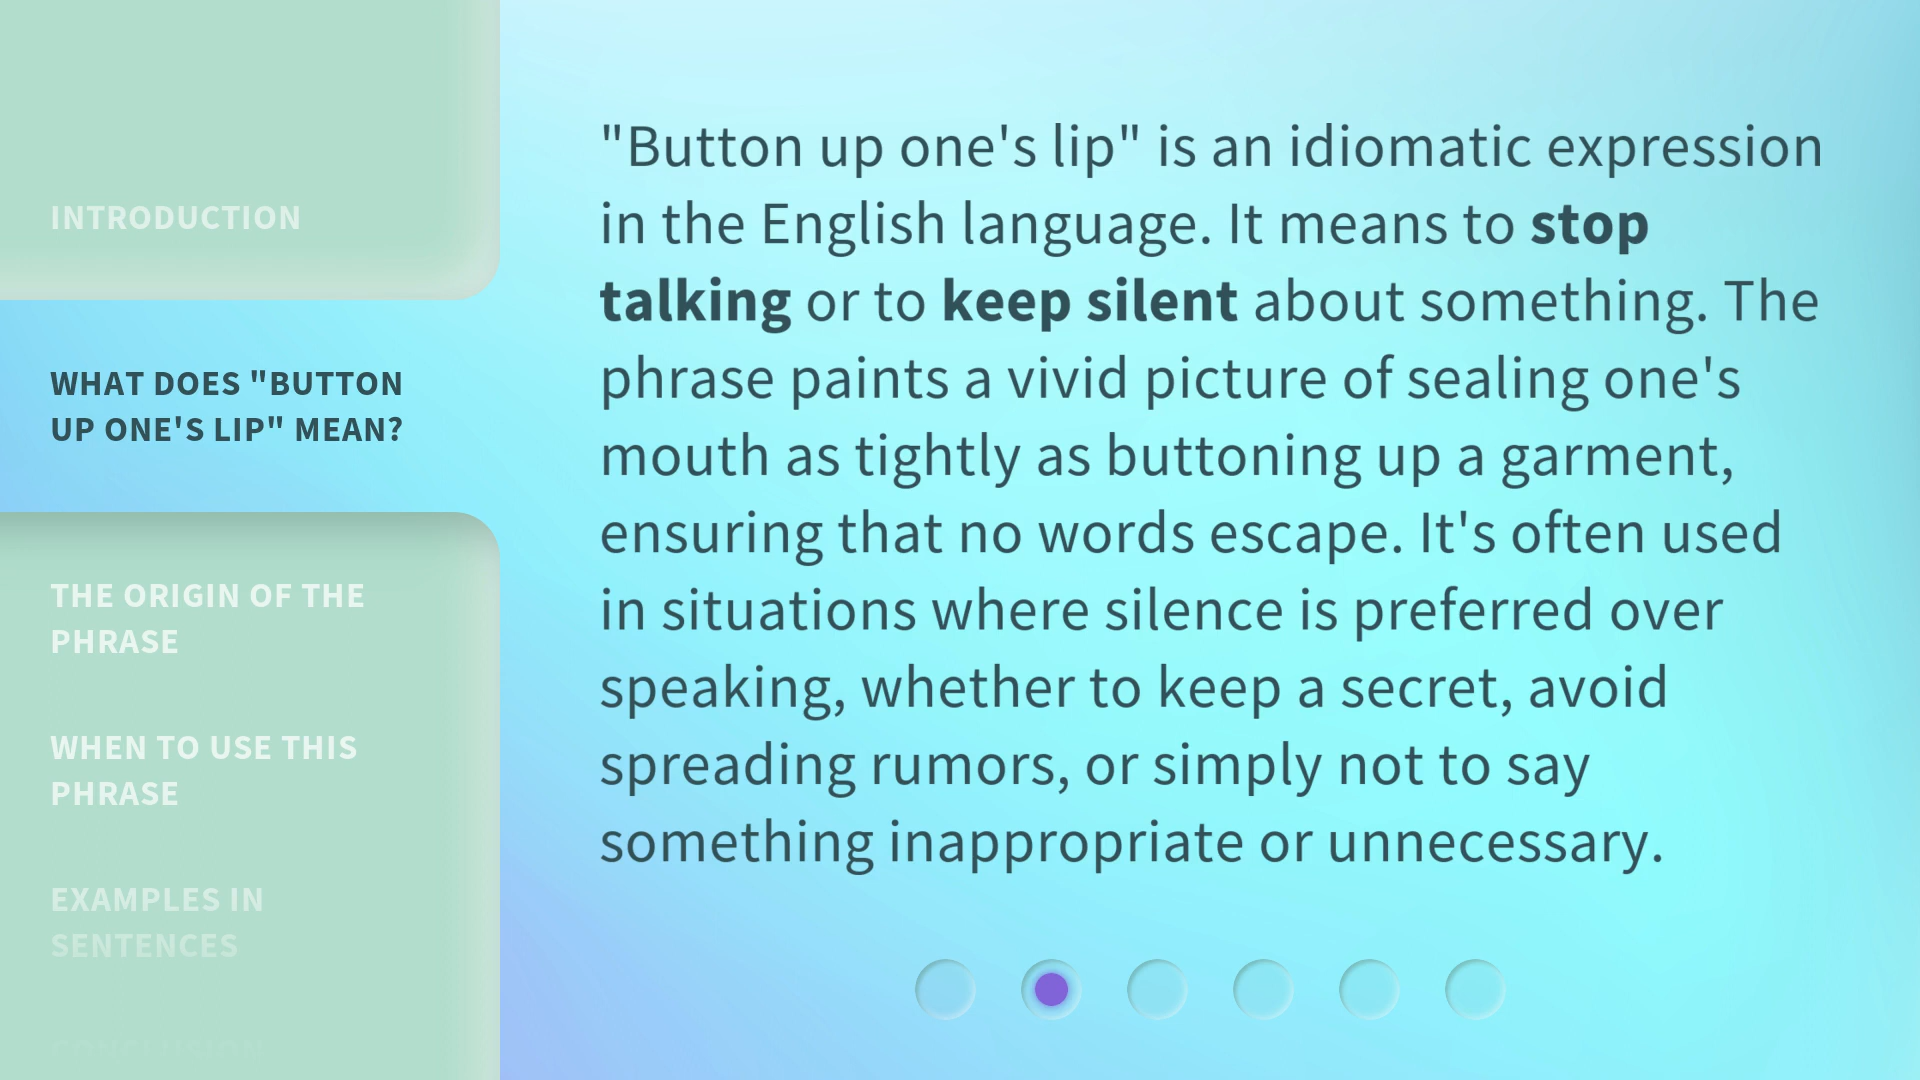 INTRODUCTION
WHAT DOES "BUTTON
UP ONE'S LIP" MEAN?
THE ORIGIN OF THE
PHRASE
WHEN TO USE THIS
PHRASE
EXAMPLES IN
SENTENCES
CONCLUSION
"Button up one's lip" is an idiomatic expression
in the English language. It means to stop
talking or to keep silent about something. The
phrase paints a vivid picture of sealing one's
mouth as tightly as buttoning up a garment,
ensuring that no words escape. It's often used
in situations where silence is preferred over
speaking, whether to keep a secret, avoid
spreading rumors, or simply not to say
something inappropriate or unnecessary.